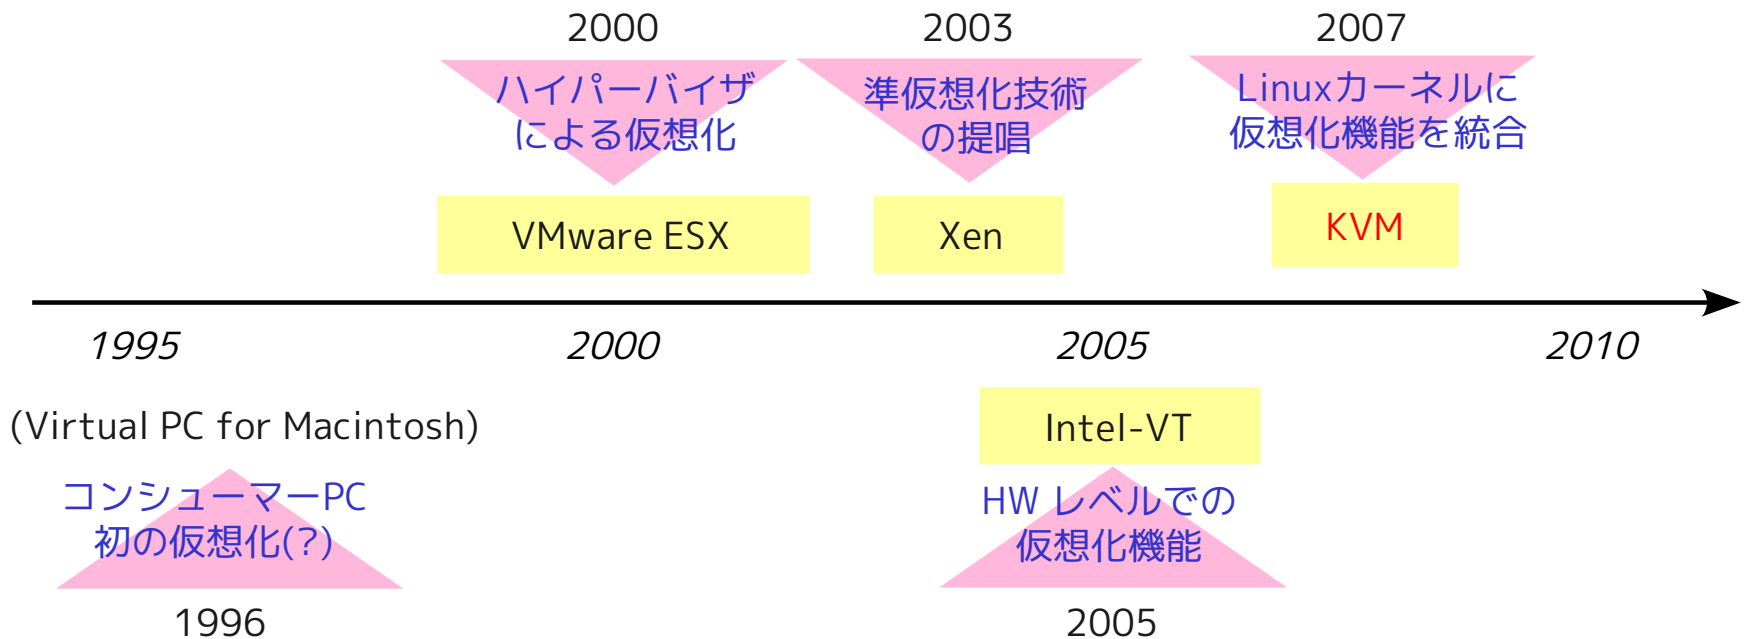 2000
ハイパーバイザ
による仮想化
VMware ESX
2003
準仮想化技術
の提唱
Xen
2007
Linuxカーネルに
仮想化機能を統合
KVM
1995
2000
2005
2010
(Virtual PC for Macintosh)
コンシューマーPC
初の仮想化(?)
1996
Intel-VT
HW レベルでの
仮想化機能
2005